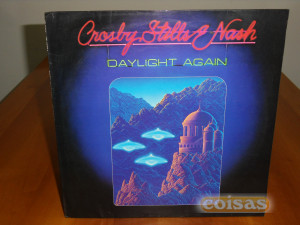 Crosby, Stills & Nash
DAYLIGHT AGAIN
coisas